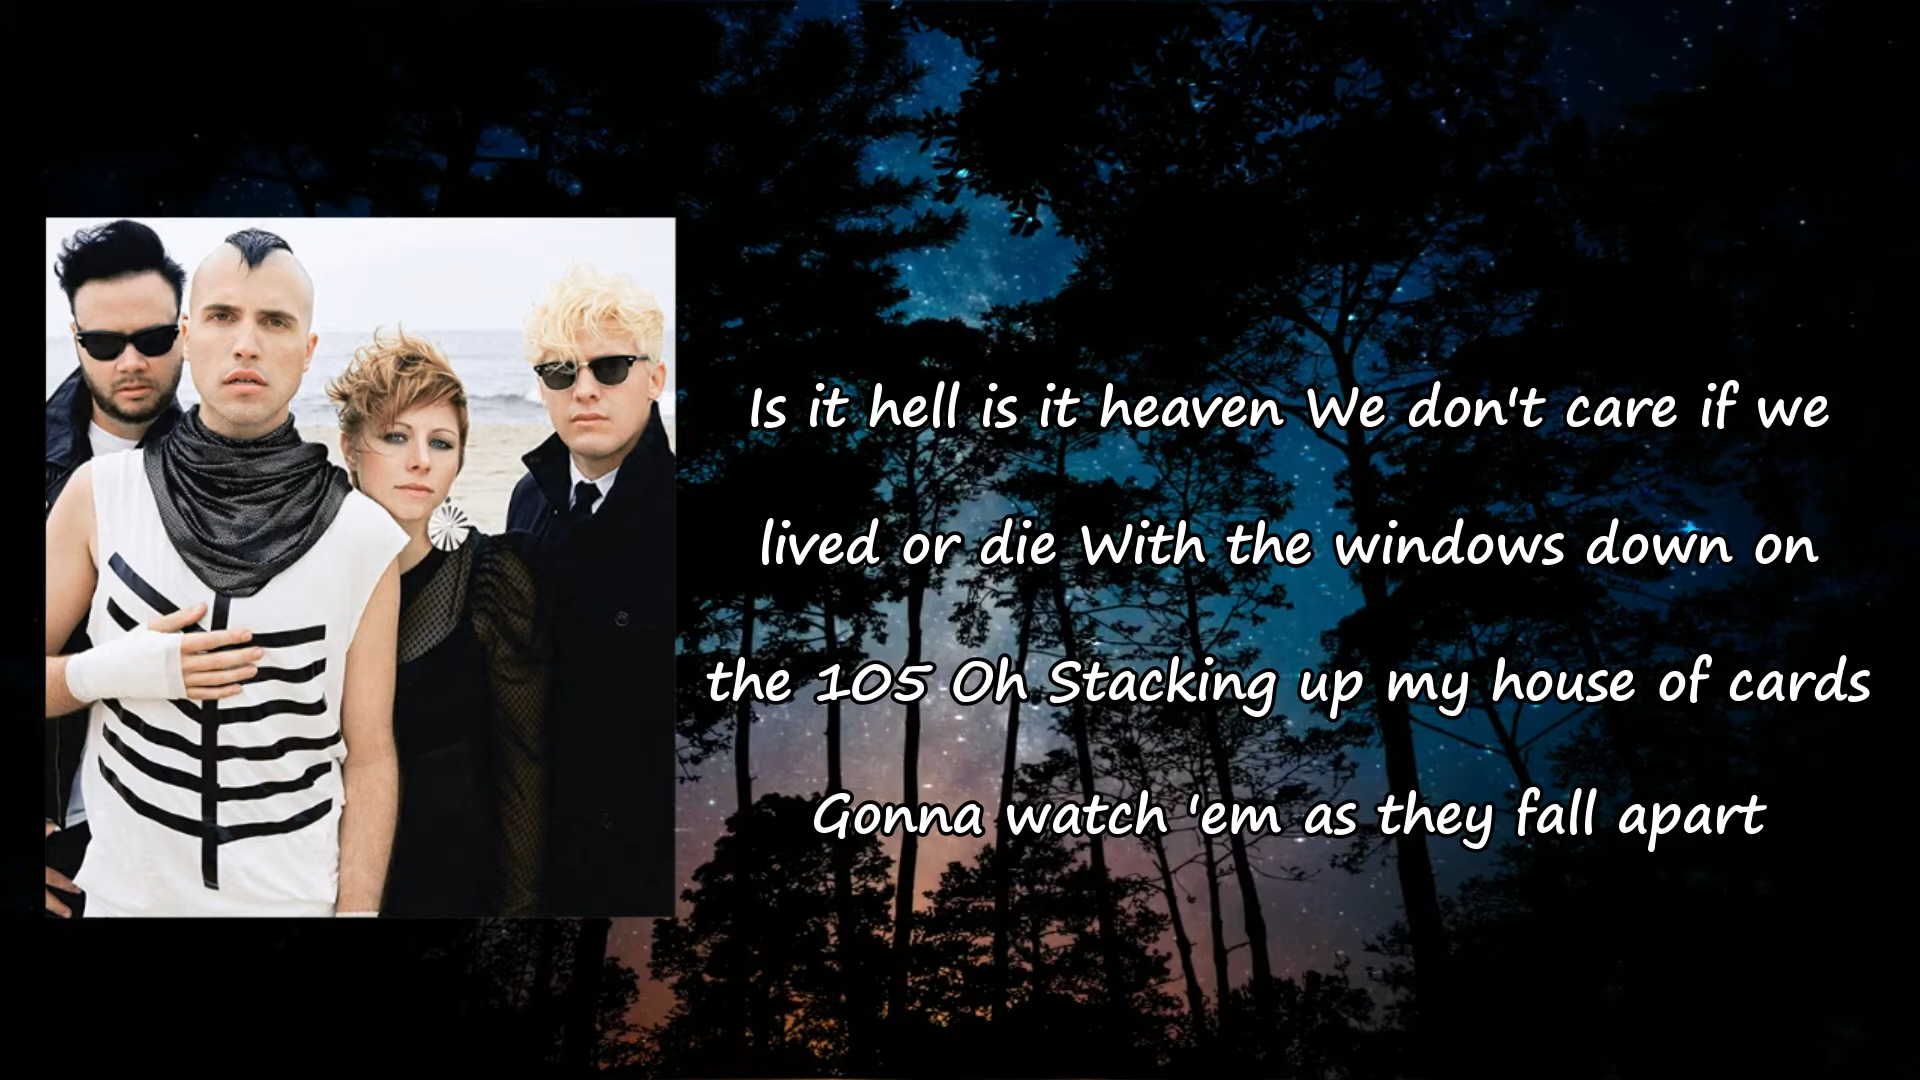 Is it hell is it heaven We don't care if we
lived or die With the windows down on
the 105 Oh Stacking up my house of cards
Gonna watch 'em as they fall apart